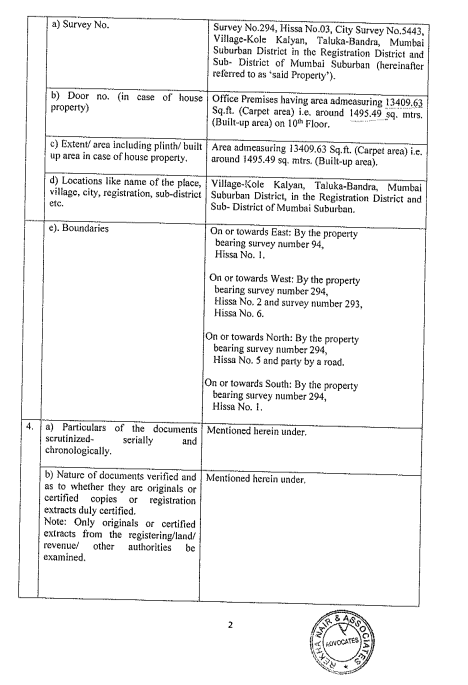 a) Survey No.
Survey No.294, Hissa No.03, City Survey No.5443,
Village-Kole Kalyan, Taluka-Bandra, Mumbai
Suburban District in the Registration District and
Sub- District of Mumbai Suburban (hereinafter
referred to as 'said Property').
b) Door no. (in case of house
property)
Office Premises having area admeasuring 13409.63
Sq.ft. (Carpet area) i.e. around 1495.49 sq. mtrs.
(Built-up area) on 10th Floor.
c) Extent/ area including plinth/ built
up area in case of house property.
Area admeasuring 13409.63 Sq.ft. (Carpet area) i.e.
around 1495.49 sq. mtrs. (Built-up area).
d) Locations like name of the place,
village, city, registration, sub-district
etc.
Village-Kole Kalyan, Taluka-Bandra, Mumbai
Suburban District, in the Registration District and
Sub- District of Mumbai Suburban.
e). Boundaries
On or towards East: By the property
bearing survey number 94,
Hissa No. 1.
On or towards West: By the property
bearing survey number 294,
Hissa No. 2 and survey number 293,
Hissa No. 6.
On or towards North: By the property
bearing survey number 294,
Hissa No. 5 and party by a road.
On or towards South: By the property
bearing survey number 294,
Hissa No. 1.
4.
a) Particulars of the documents
scrutinized- serially and
chronologically.
Mentioned herein under.
b) Nature of documents verified and
as to whether they are originals or
certified copies or registration
extracts duly certified.
Note: Only originals or certified
extracts from the registering/land/
revenue/ other authorities be
examined.
Mentioned herein under.
2
REKHA NAIR & ASSOCIATES
ADVOCATES